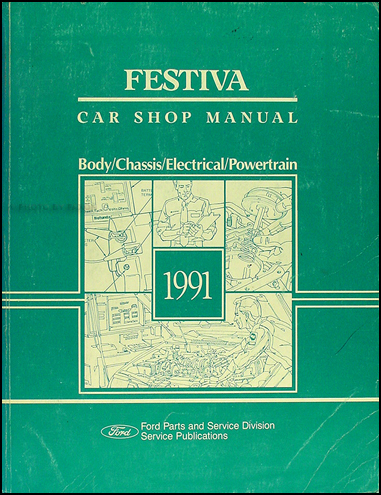 FESTIVA
CAR SHOP MANUAL
Body/Chassis/Electrical/Powertrain
1991
Ford
Ford Parts and Service Division
Service Publications